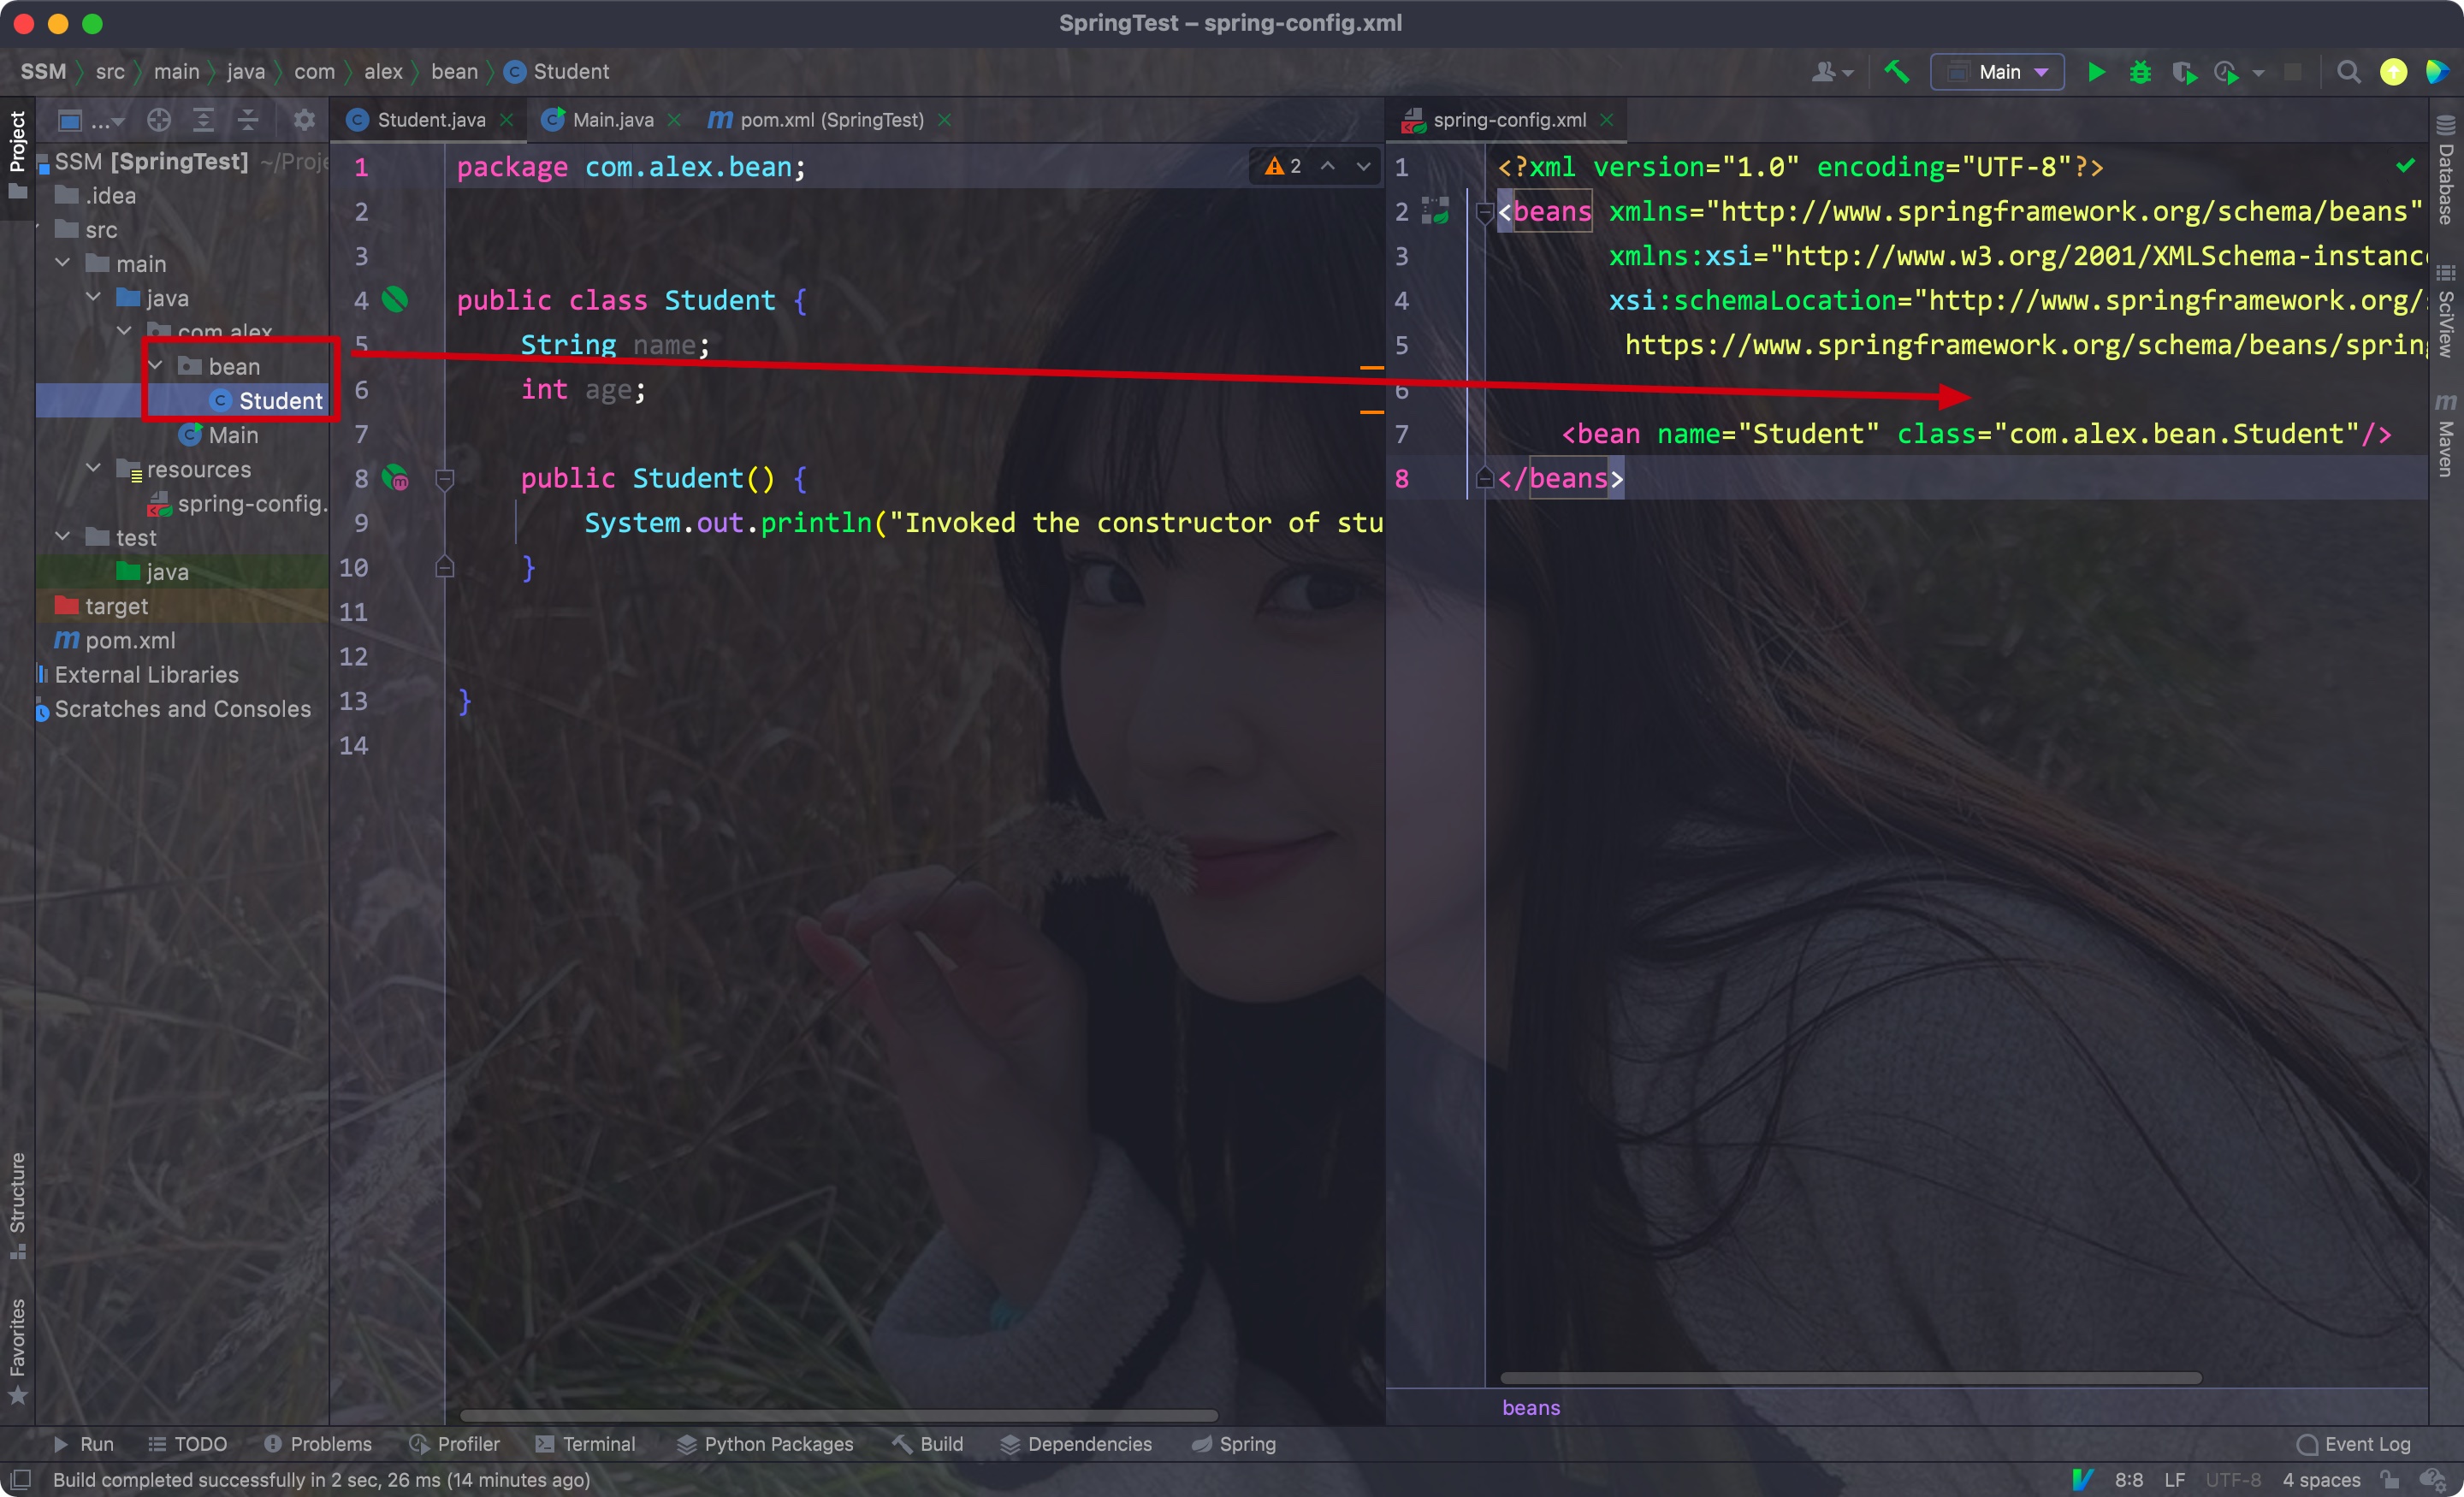 SpringTest – spring-config.xml
SSM src main java com alex bean Student
Main
Student.java Main.java pom.xml (SpringTest) spring-config.xml
Project
SSM [SpringTest] ~/Proje
.idea
src
main
java
com.alex
bean
Student
Main
resources
spring-config.
test
java
target
pom.xml
External Libraries
Scratches and Consoles
Structure
Favorites
1 package com.alex.bean;
2
3
4 public class Student {
5 String name;
6 int age;
7
8 public Student() {
9 System.out.println("Invoked the constructor of stu
10 }
11
12
13 }
14
2
1 <?xml version="1.0" encoding="UTF-8"?>
2 <beans xmlns="http://www.springframework.org/schema/beans"
3 xmlns:xsi="http://www.w3.org/2001/XMLSchema-instanc
4 xsi:schemaLocation="http://www.springframework.org/
5 https://www.springframework.org/schema/beans/spring
6
7 <bean name="Student" class="com.alex.bean.Student"/>
8 </beans>
beans
Database
SciView
Maven
Run TODO Problems Profiler Terminal Python Packages Build Dependencies Spring Event Log
Build completed successfully in 2 sec, 26 ms (14 minutes ago) 8:8 LF UTF-8 4 spaces